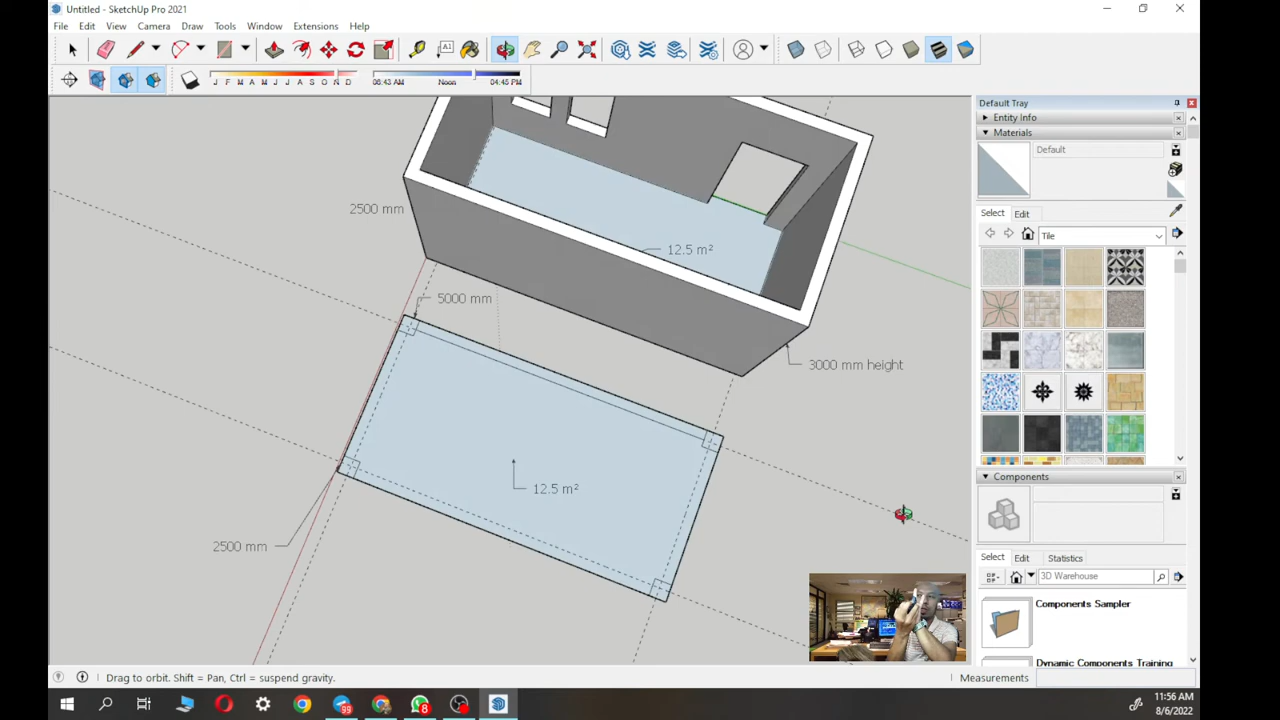 Untitled - SketchUp Pro 2021
File Edit View Camera Draw Tools Window Extensions Help
J F M A M J J A S O N D
06:43 AM Noon 04:45 PM
Default Tray
Entity Info
Materials
Default
Select Edit
Tile
2500 mm
12.5 m²
5000 mm
3000 mm height
12.5 m²
2500 mm
Components
Select Edit Statistics
3D Warehouse
Components Sampler
Dynamic Components Training
Drag to orbit. Shift = Pan, Ctrl = suspend gravity.
Measurements
99
8
11:56 AM
8/6/2022